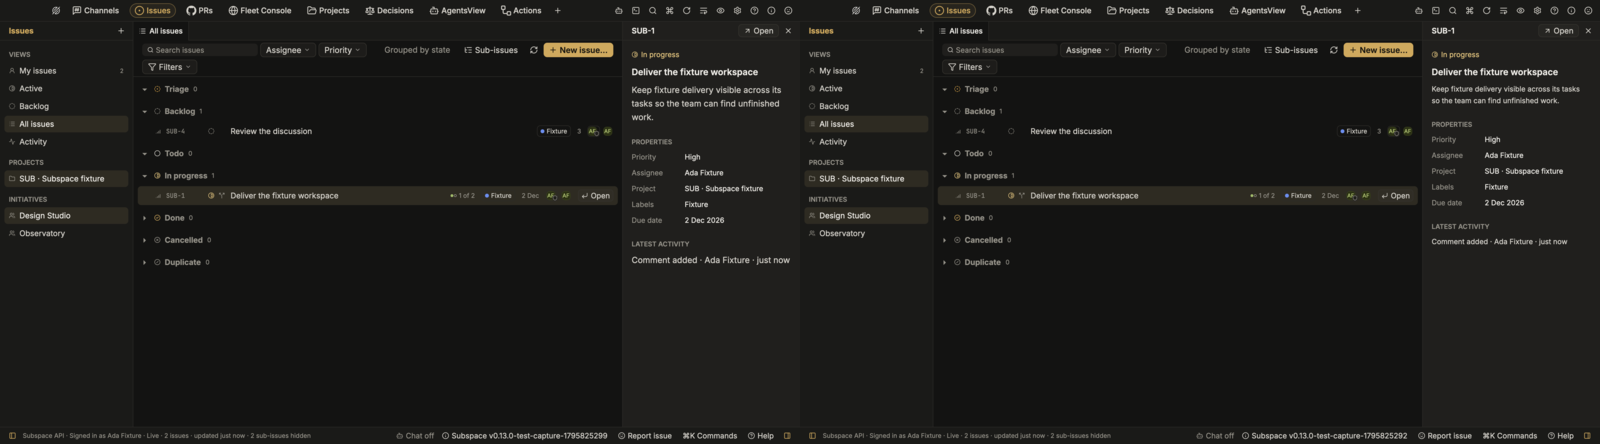 Channels Issues PRs Fleet Console Projects Decisions AgentsView Actions +
Issues +
VIEWS
My issues 2
Active
Backlog
All issues
Activity
PROJECTS
SUB · Subspace fixture
INITIATIVES
Design Studio
Observatory
All issues
Search issues Assignee Priority Grouped by state Sub-issues + New issue...
Filters
Triage 0
Backlog 1
SUB-4 Review the discussion Fixture 3 AF AF
Todo 0
In progress 1
SUB-1 Deliver the fixture workspace 1 of 2 Fixture 2 Dec AF AF Open
Done 0
Cancelled 0
Duplicate 0
SUB-1 Open
In progress
Deliver the fixture workspace
Keep fixture delivery visible across its
tasks so the team can find unfinished
work.
PROPERTIES
Priority High
Assignee Ada Fixture
Project SUB · Subspace fixture
Labels Fixture
Due date 2 Dec 2026
LATEST ACTIVITY
Comment added · Ada Fixture · just now
Subspace API · Signed in as Ada Fixture · Live · 2 issues · updated just now · 2 sub-issues hidden Chat off Subspace v0.13.0-test-capture-1795825299 Report issue ⌘K Commands Help
Channels Issues PRs Fleet Console Projects Decisions AgentsView Actions +
Issues +
VIEWS
My issues 2
Active
Backlog
All issues
Activity
PROJECTS
SUB · Subspace fixture
INITIATIVES
Design Studio
Observatory
All issues
Search issues Assignee Priority Grouped by state Sub-issues + New issue...
Filters
Triage 0
Backlog 1
SUB-4 Review the discussion Fixture 3 AF AF
Todo 0
In progress 1
SUB-1 Deliver the fixture workspace 1 of 2 Fixture 2 Dec AF AF Open
Done 0
Cancelled 0
Duplicate 0
SUB-1 Open
In progress
Deliver the fixture workspace
Keep fixture delivery visible across its tasks
so the team can find unfinished work.
PROPERTIES
Priority High
Assignee Ada Fixture
Project SUB · Subspace fixture
Labels Fixture
Due date 2 Dec 2026
LATEST ACTIVITY
Comment added · Ada Fixture · just now
Subspace API · Signed in as Ada Fixture · Live · 2 issues · updated just now · 2 sub-issues hidden Chat off Subspace v0.13.0-test-capture-1795825292 Report issue ⌘K Commands Help